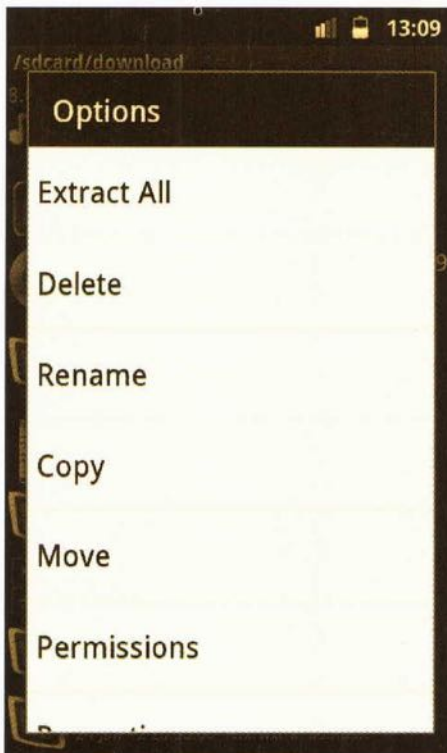 13:09
/sdcard/download
Options
Extract All
Delete
Rename
Copy
Move
Permissions